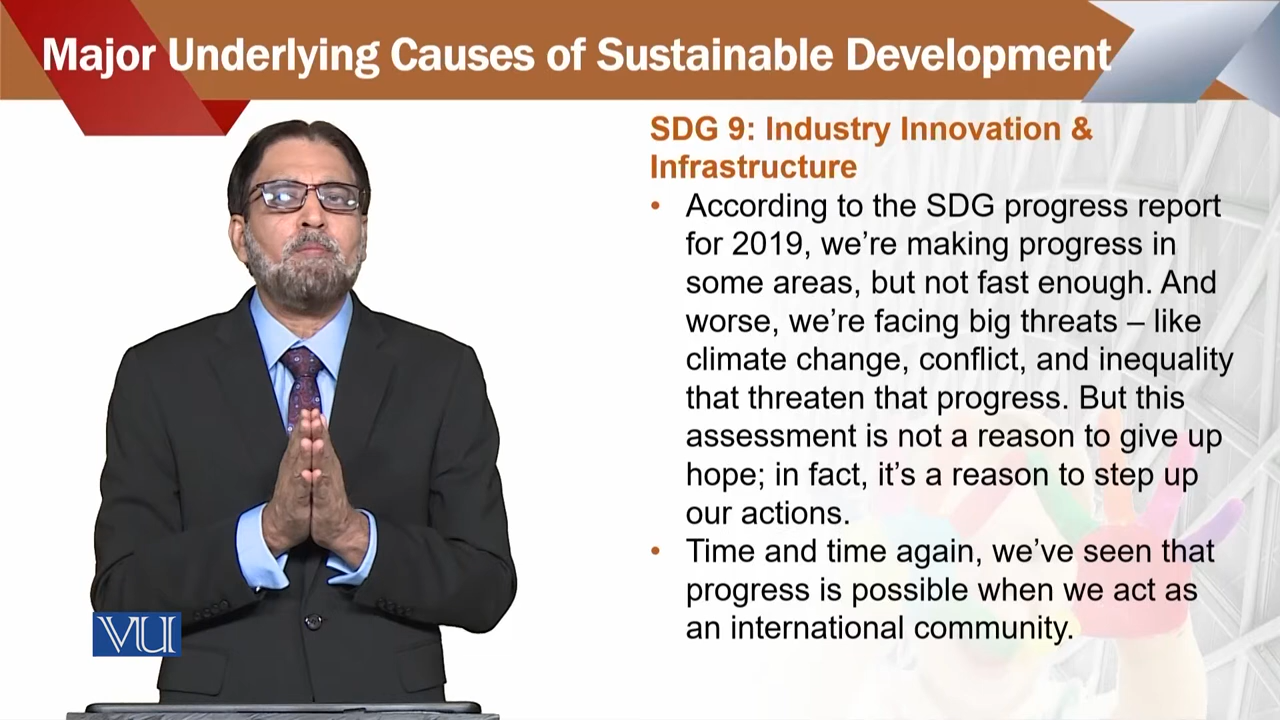 Major Underlying Causes of Sustainable Development
SDG 9: Industry Innovation &
Infrastructure
• According to the SDG progress report
for 2019, we’re making progress in
some areas, but not fast enough. And
worse, we’re facing big threats – like
climate change, conflict, and inequality
that threaten that progress. But this
assessment is not a reason to give up
hope; in fact, it’s a reason to step up
our actions.
• Time and time again, we’ve seen that
progress is possible when we act as
an international community.
VU